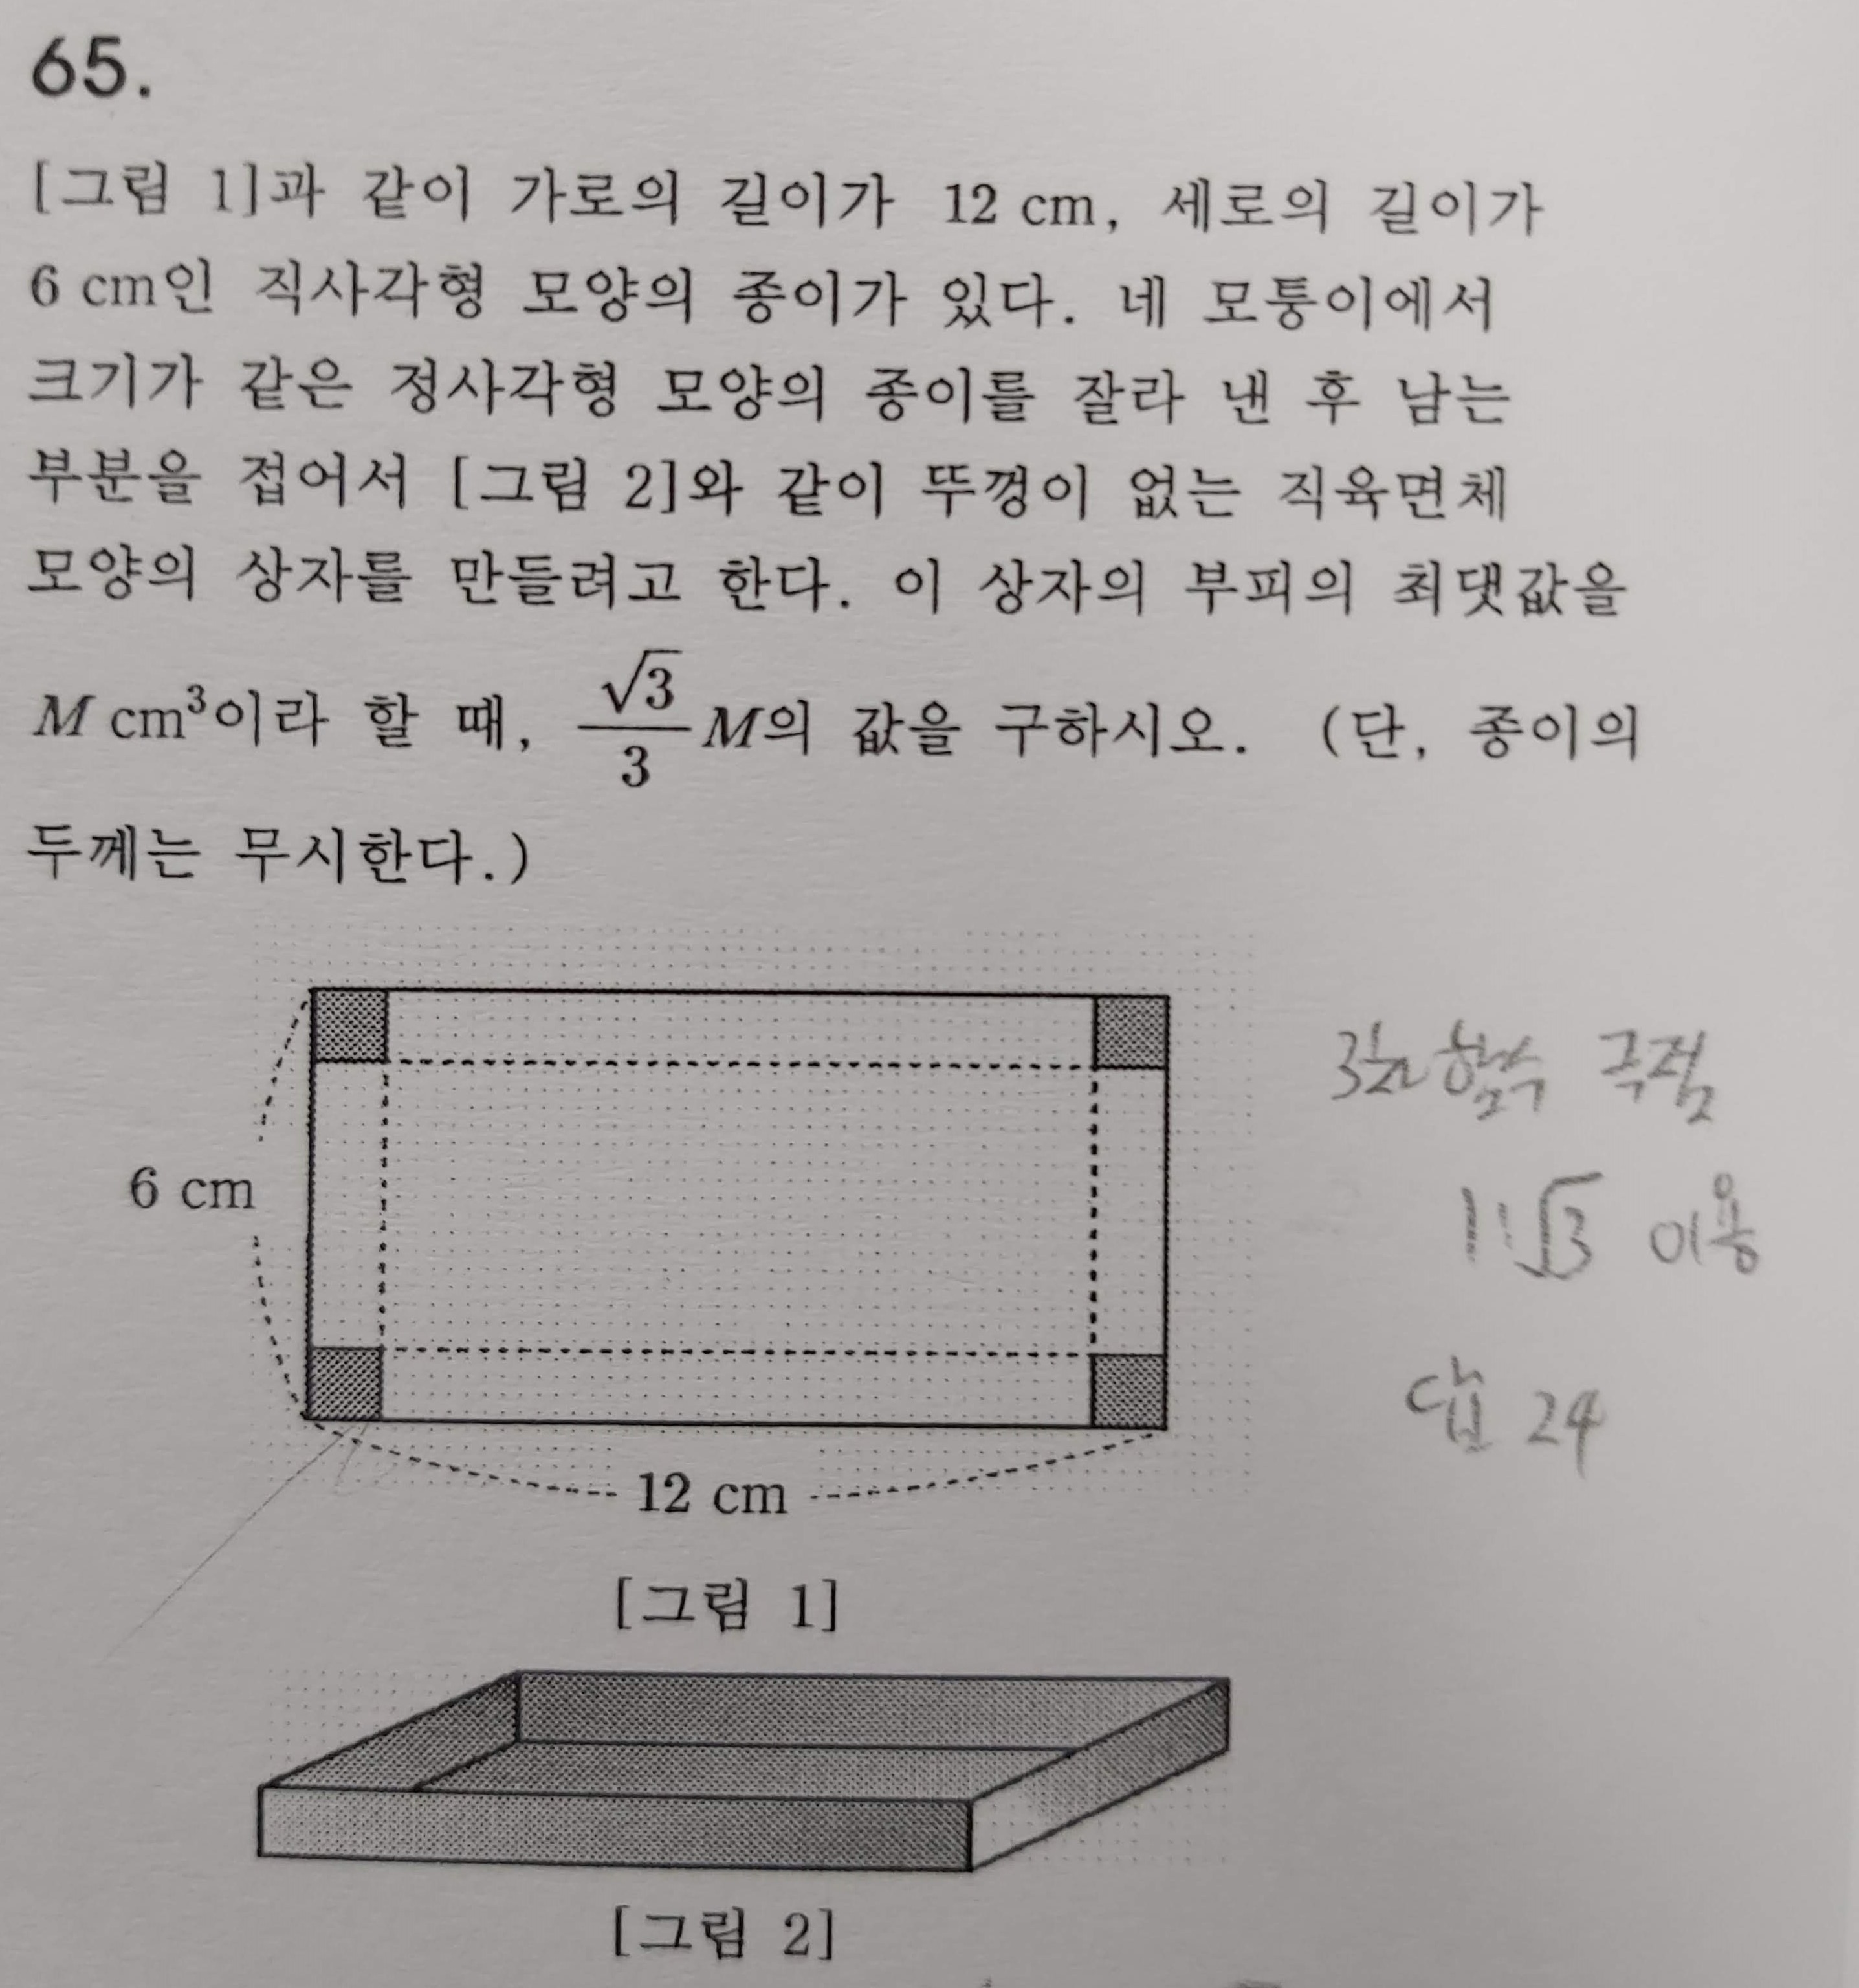 65.
[그림 1]과 같이 가로의 길이가 12 cm, 세로의 길이가
6 cm인 직사각형 모양의 종이가 있다. 네 모퉁이에서
크기가 같은 정사각형 모양의 종이를 잘라 낸 후 남는
부분을 접어서 [그림 2]와 같이 뚜껑이 없는 직육면체
모양의 상자를 만들려고 한다. 이 상자의 부피의 최댓값을
M cm³이라 할 때, √3/3 M의 값을 구하시오. (단, 종이의
두께는 무시한다.)
3차함수 극점
1:√3 이용
답 24
6 cm
12 cm
[그림 1]
[그림 2]